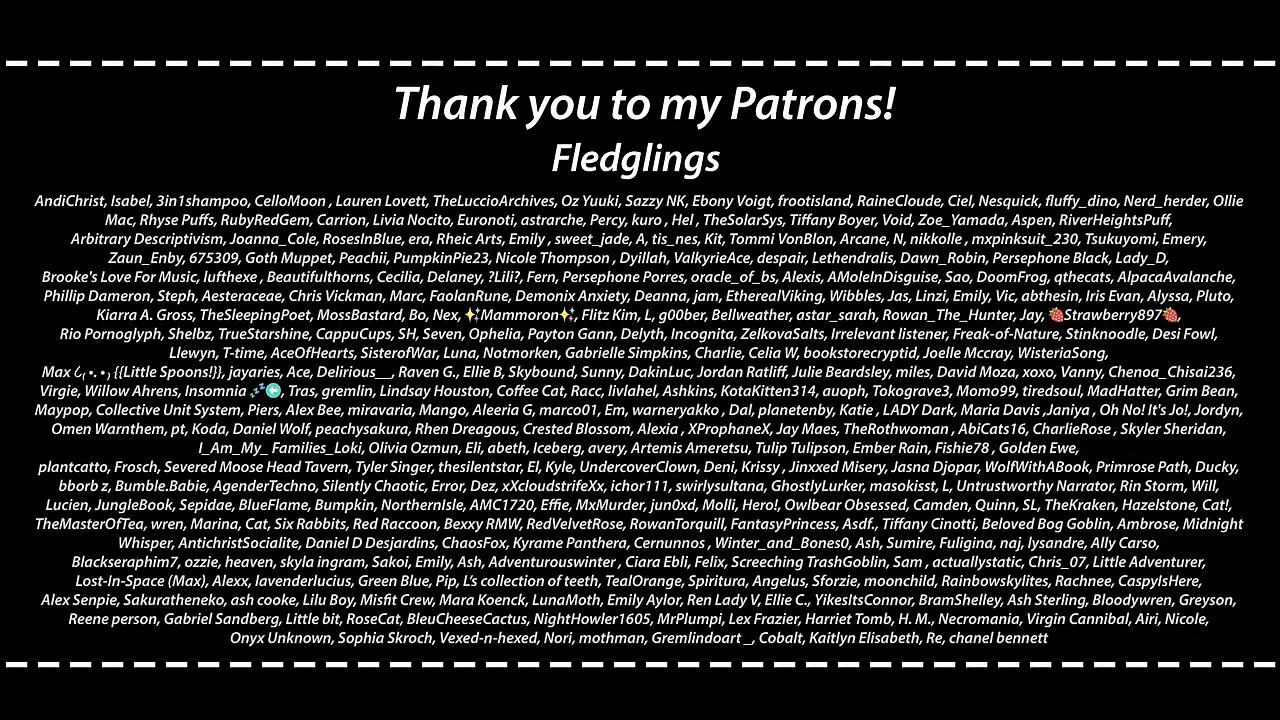 Thank you to my Patrons!
Fledglings
AndiChrist, Isabel, 3in1shampoo, CelloMoon , Lauren Lovett, TheLuccioArchives, Oz Yuuki, Sazzy NK, Ebony Voigt, frootisland, RaineCloude, Ciel, Nesquick, fluffy_dino, Nerd_herder, Ollie
Mac, Rhyse Puffs, RubyRedGem, Carrion, Livia Nocito, Euronoti, astrarche, Percy, kuro , Hel , TheSolarSys, Tiffany Boyer, Void, Zoe_Yamada, Aspen, RiverHeightsPuff,
Arbitrary Descriptivism, Joanna_Cole, RosesInBlue, era, Rheic Arts, Emily , sweet_jade, A, tis_nes, Kit, Tommi VonBlon, Arcane, N, nikkolle , mxpinksuit_230, Tsukuyomi, Emery,
Zaun_Enby, 675309, Goth Muppet, Peachii, PumpkinPie23, Nicole Thompson , Dyillah, ValkyrieAce, despair, Lethendralis, Dawn_Robin, Persephone Black, Lady_D,
Brooke's Love For Music, lufthexe , Beautifulthorns, Cecilia, Delaney, ?Lili?, Fern, Persephone Porres, oracle_of_bs, Alexis, AMoleInDisguise, Sao, DoomFrog, qthecats, AlpacaAvalanche,
Phillip Dameron, Steph, Aesteraceae, Chris Vickman, Marc, FaolanRune, Demonix Anxiety, Deanna, jam, EtherealViking, Wibbles, Jas, Linzi, Emily, Vic, abthesin, Iris Evan, Alyssa, Pluto,
Kiarra A. Gross, TheSleepingPoet, MossBastard, Bo, Nex, ✨Mammoron✨, Flitz Kim, L, g00ber, Bellweather, astar_sarah, Rowan_The_Hunter, Jay, 🍓Strawberry897🍓,
Rio Pornoglyph, Shelbz, TrueStarshine, CappuCups, SH, Seven, Ophelia, Payton Gann, Delyth, Incognita, ZelkovaSalts, Irrelevant listener, Freak-of-Nature, Stinknoodle, Desi Fowl,
Llewyn, T-time, AceOfHearts, SisterofWar, Luna, Notmorken, Gabrielle Simpkins, Charlie, Celia W, bookstorecryptid, Joelle Mccray, WisteriaSong,
Max {{Little Spoons!}}, jayaries, Ace, Delirious__, Raven G., Ellie B, Skybound, Sunny, DakinLuc, Jordan Ratliff, Julie Beardsley, miles, David Moza, xoxo, Vanny, Chenoa_Chisai236,
Virgie, Willow Ahrens, Insomnia 💤, Tras, gremlin, Lindsay Houston, Coffee Cat, Racc, livlahel, Ashkins, KotaKitten314, auoph, Tokograve3, Momo99, tiredsoul, MadHatter, Grim Bean,
Maypop, Collective Unit System, Piers, Alex Bee, miravaria, Mango, Aleeria G, marco01, Em, warneryakko , Dal, planetenby, Katie , LADY Dark, Maria Davis ,Janiya , Oh No! It's Jo!, Jordyn,
Omen Warnthem, pt, Koda, Daniel Wolf, peachysakura, Rhen Dreagous, Crested Blossom, Alexia , XProphaneX, Jay Maes, TheRothwoman , AbiCats16, CharlieRose , Skyler Sheridan,
I_Am_My_ Families_Loki, Olivia Ozmun, Eli, abeth, Iceberg, avery, Artemis Ameretsu, Tulip Tulipson, Ember Rain, Fishie78 , Golden Ewe,
plantcatto, Frosch, Severed Moose Head Tavern, Tyler Singer, thesilentstar, El, Kyle, UndercoverClown, Deni, Krissy , Jinxxed Misery, Jasna Djopar, WolfWithABook, Primrose Path, Ducky,
bborb z, Bumble.Babie, AgenderTechno, Silently Chaotic, Error, Dez, xXcloudstrifeXx, ichor111, swirlysultana, GhostlyLurker, masokisst, L, Untrustworthy Narrator, Rin Storm, Will,
Lucien, JungleBook, Sepidac, BlueFlame, Bumpkin, NorthernIsle, AMC1720, Effie, MxMurder, jun0xd, Molli, Hero!, Owlbear Obsessed, Camden, Quinn, SL, TheKraken, Hazelstone, Cat!,
TheMasterOfTea, wren, Marina, Cat, Six Rabbits, Red Raccoon, Bexxy RMW, RedVelvetRose, RowanTorquill, FantasyPrincess, Asdf., Tiffany Cinotti, Beloved Bog Goblin, Ambrose, Midnight
Whisper, AntichristSocialite, Daniel D Desjardins, ChaosFox, Kyrame Panthera, Cernunnos , Winter_and_Bones0, Ash, Sumire, Fuligina, naj, lysandre, Ally Carso,
Blackseraphim7, ozzie, heaven, skyla ingram, Sakoi, Emily, Ash, Adventurouswinter , Ciara Ebli, Felix, Screeching TrashGoblin, Sam , actuallystatic, Chris_07, Little Adventurer,
Lost-In-Space (Max), Alexx, lavenderlucius, Green Blue, Pip, L's collection of teeth, TealOrange, Spiritura, Angelus, Sforzie, moonchild, Rainbowskylites, Rachnee, CaspyIsHere,
Alex Senpie, Sakuratheneko, ash cooke, Lilu Boy, Misfit Crew, Mara Koenck, LunaMoth, Emily Aylor, Ren Lady V, Ellie C., YikesItsConnor, BramShelley, Ash Sterling, Bloodywren, Greyson,
Reene person, Gabriel Sandberg, Little bit, RoseCat, BleuCheeseCactus, NightHowler1605, MrPlumpi, Lex Frazier, Harriet Tomb, H. M., Necromania, Virgin Cannibal, Airi, Nicole,
Onyx Unknown, Sophia Skroch, Vexed-n-hexed, Nori, mothman, Gremlindoart _, Cobalt, Kaitlyn Elisabeth, Re, chanel bennett